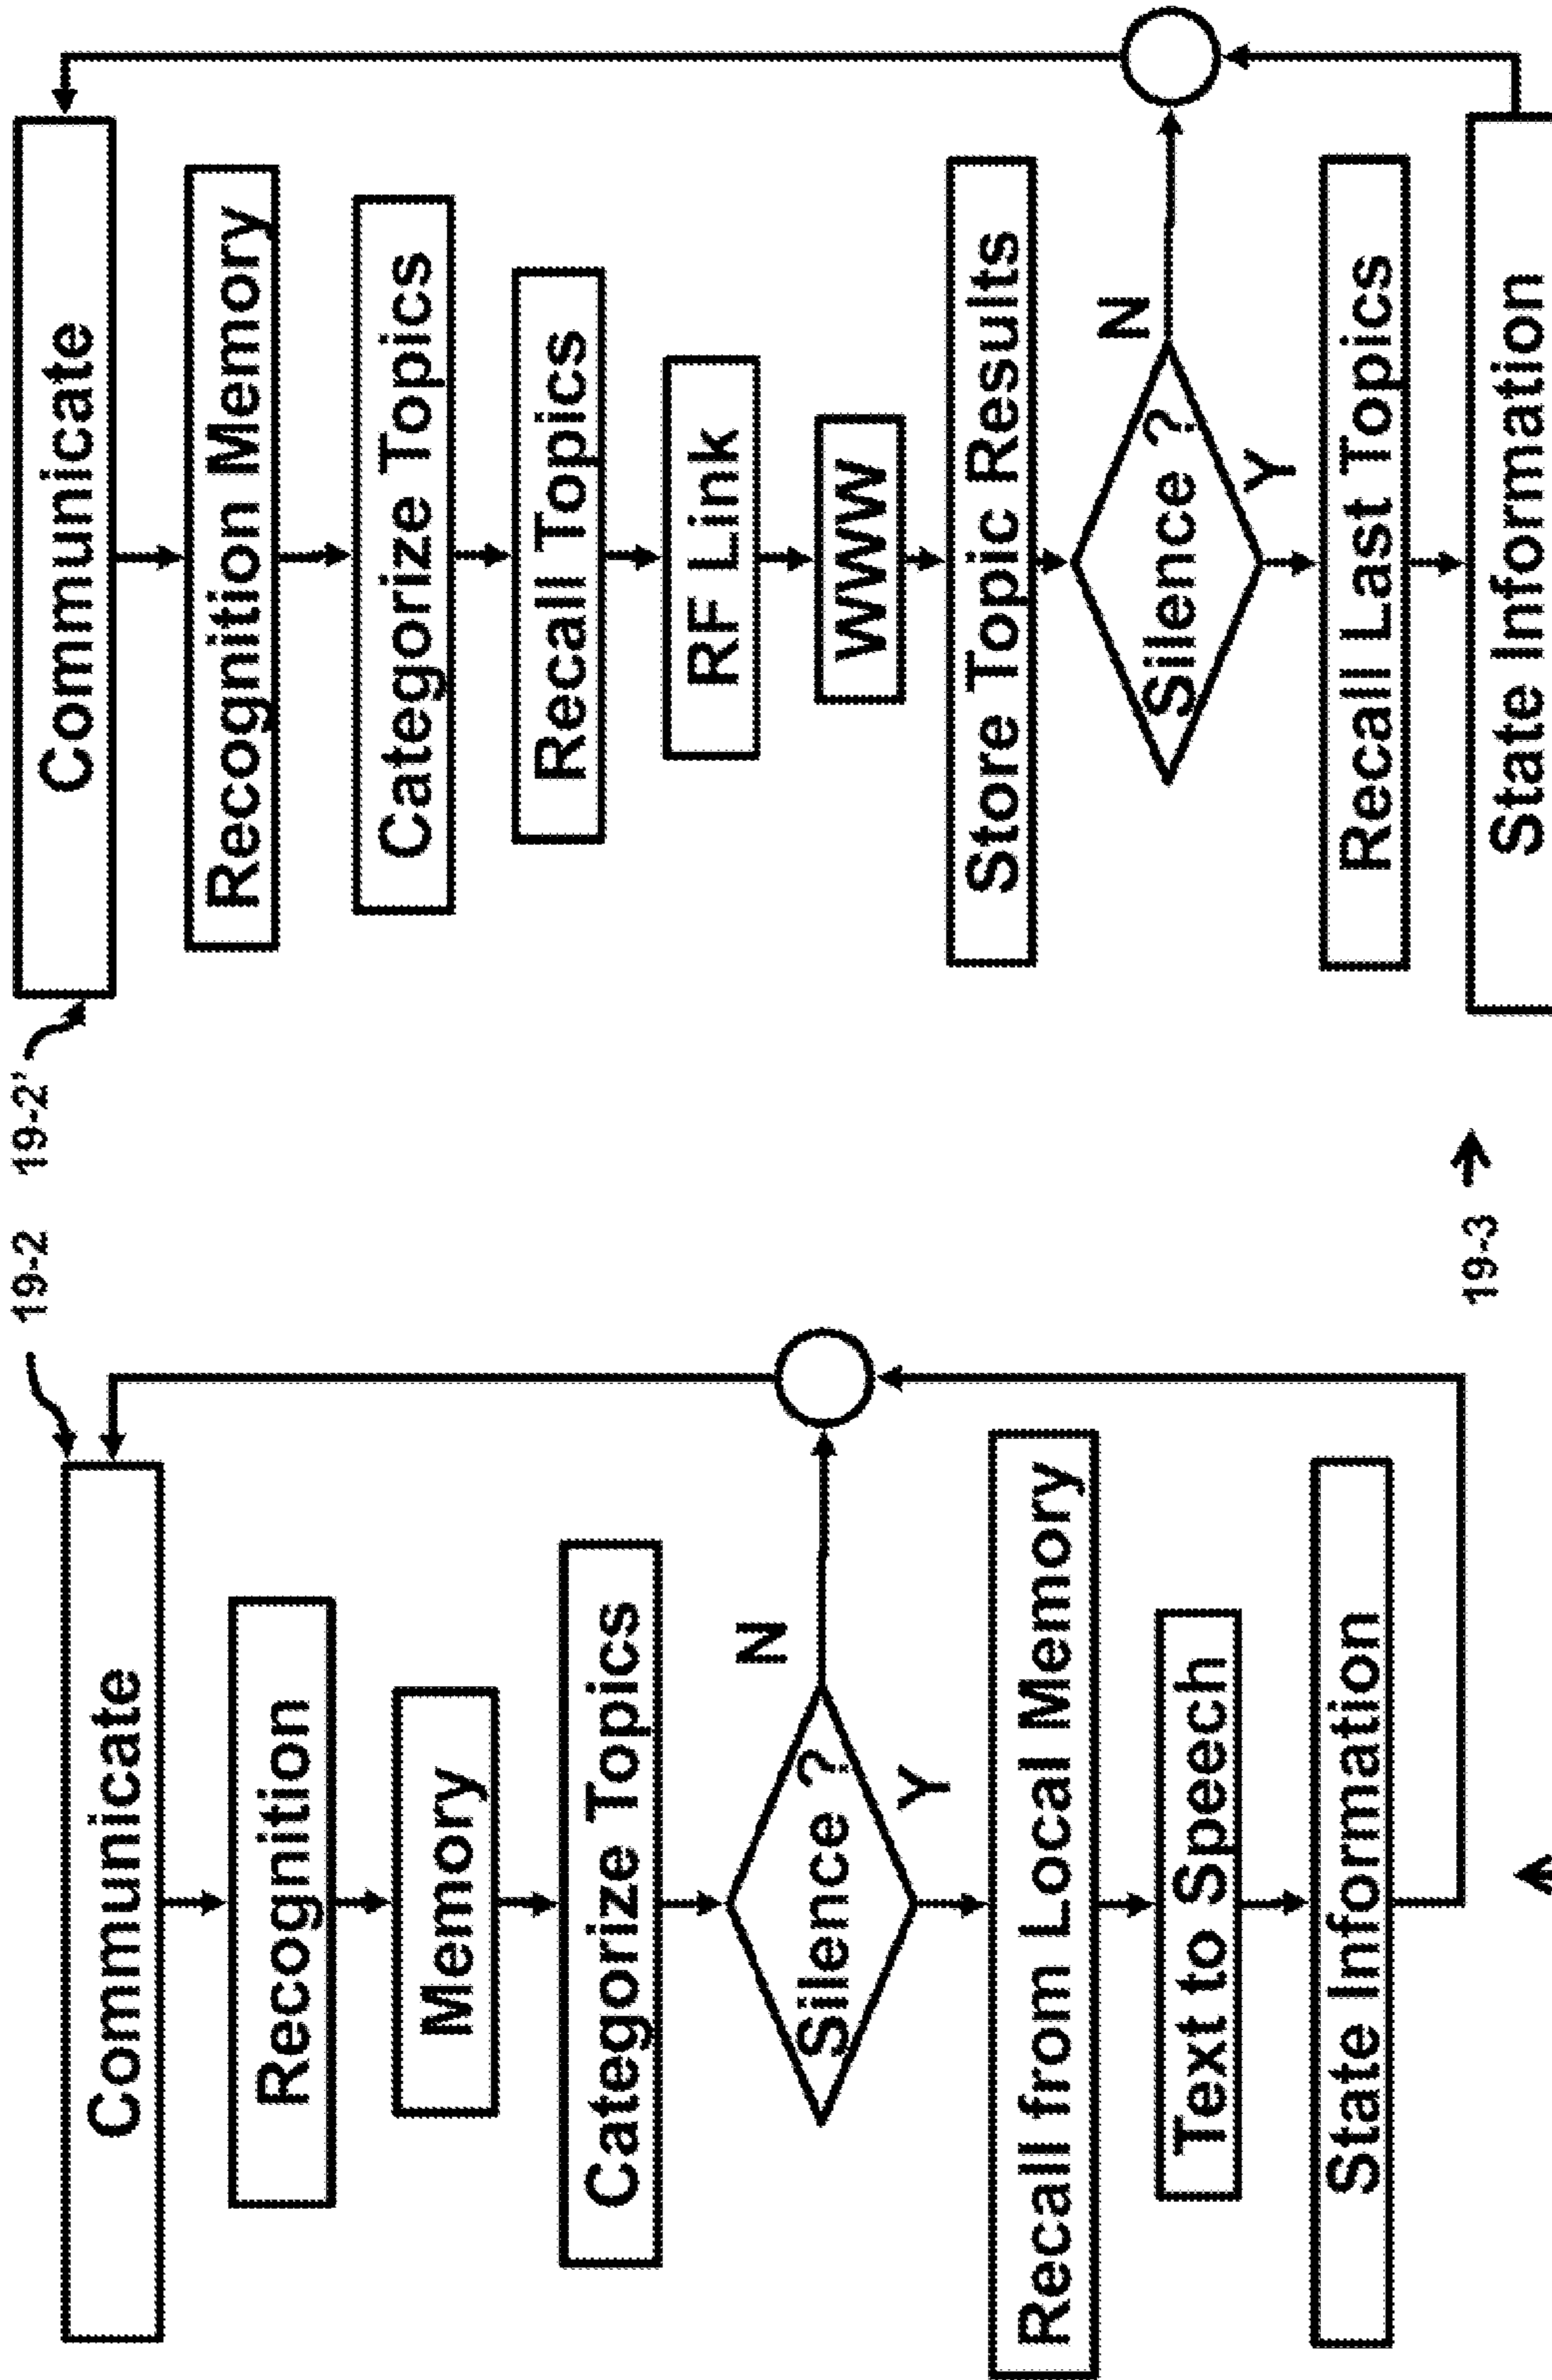 19-2
Communicate
Recognition
Memory
Categorize Topics
Silence ?
N
Y
Recall from Local Memory
Text to Speech
State Information
19-2'
Communicate
Recognition Memory
Categorize Topics
Recall Topics
RF Link
WWW
Store Topic Results
Silence ?
N
Y
Recall Last Topics
State Information
19-3